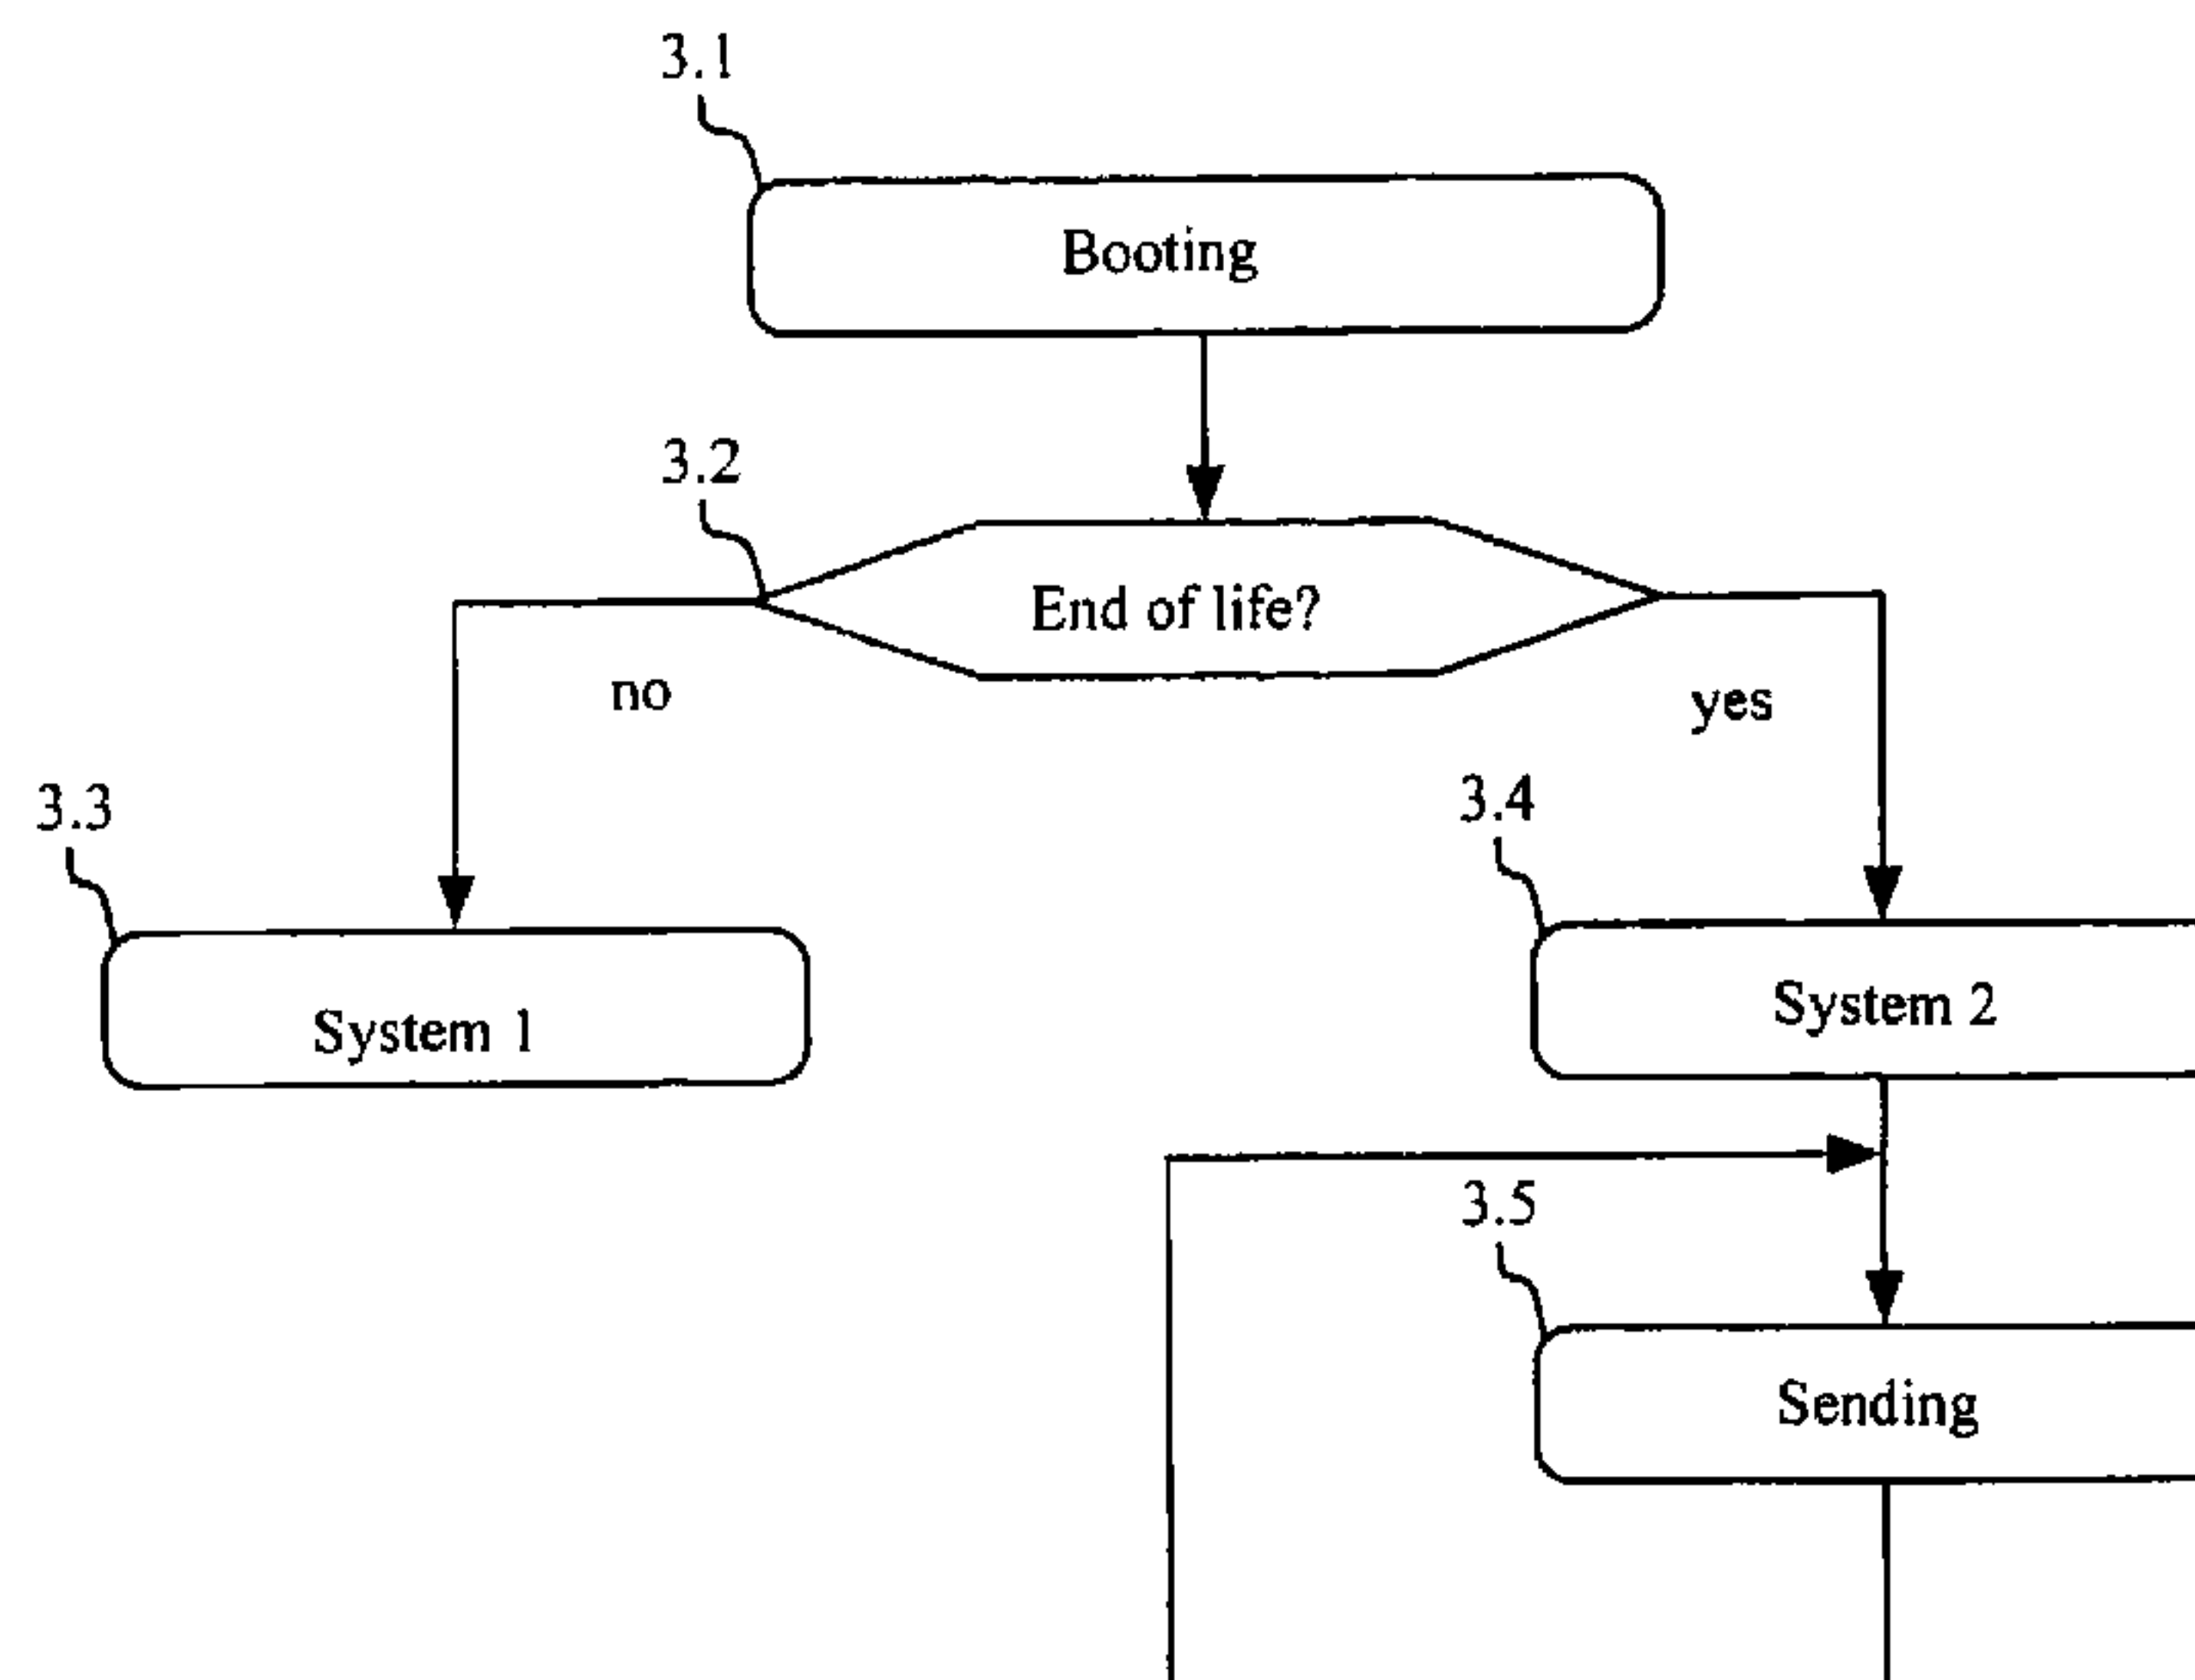 3.1
Booting
3.2
End of life?
no
yes
3.3
3.4
System 1
System 2
3.5
Sending